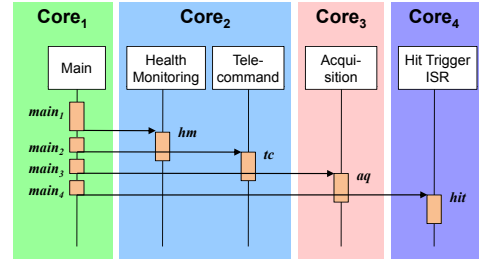 Core1 Core2 Core3 Core4
Main
Health
Monitoring
Tele-
command
Acqui-
sition
Hit Trigger
ISR
main1
hm
main2
tc
main3
aq
main4
hit